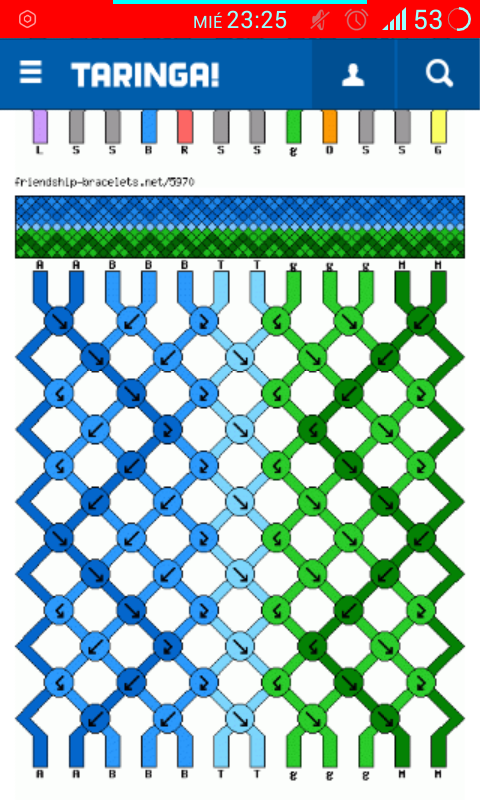 MIÉ 23:25 53
TARINGA!
L S S B R S S g O S S G
friendship-bracelets.net/5970
A A B B B T T g g g M M
A A B B B T T g g g M M